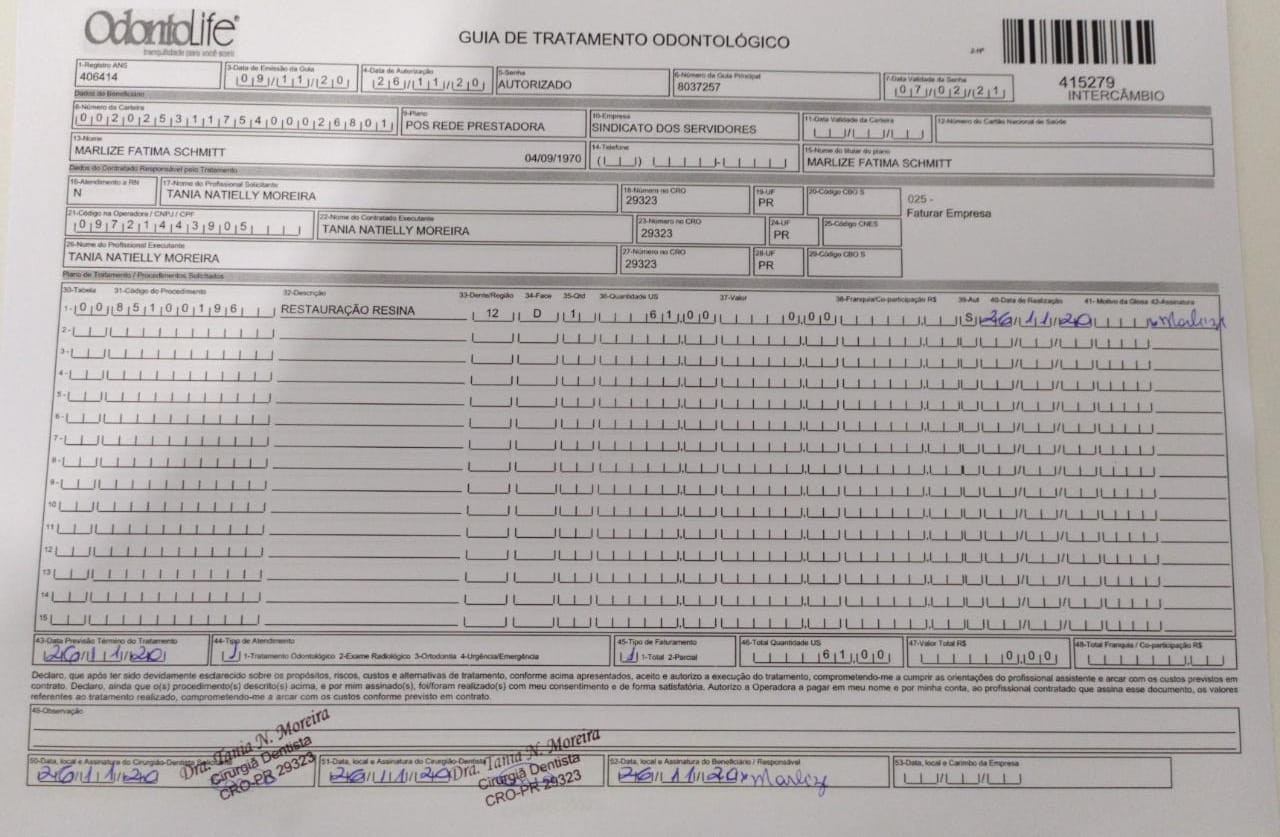 OdontoLife®
tranquilidade para você sorrir
GUIA DE TRATAMENTO ODONTOLÓGICO
2-Nº
415279
INTERCÂMBIO
1-Registro ANS 3-Data de Emissão da Guia 4-Data de Autorização 5-Senha 6-Número da Guia Principal 7-Data Validade da Senha
406414 09/11/20 26/11/20 AUTORIZADO 8037257 07/02/21
Dados do Beneficiário
8-Número da Carteira 9-Plano 10-Empresa 11-Data Validade da Carteira 12-Número do Cartão Nacional de Saúde
00202531175400026801 POS REDE PRESTADORA SINDICATO DOS SERVIDORES
13-Nome 14-Telefone 15-Nome do titular do plano
MARLIZE FATIMA SCHMITT 04/09/1970 MARLIZE FATIMA SCHMITT
Dados do Contratado Responsável pelo Tratamento
16-Atendimento a RN 17-Nome do Profissional Solicitante 18-Número no CRO 19-UF 20-Código CBO S
N TANIA NATIELLY MOREIRA 29323 PR
025 -
Faturar Empresa
21-Código na Operadora / CNPJ / CPF 22-Nome do Contratado Executante 23-Número no CRO 24-UF 25-Código CNES
09721443905 TANIA NATIELLY MOREIRA 29323 PR
26-Nome do Profissional Executante 27-Número no CRO 28-UF 29-Código CBO S
TANIA NATIELLY MOREIRA 29323 PR
Plano de Tratamento / Procedimentos Solicitados
30-Tabela 31-Código do Procedimento 32-Descrição 33-Dente/Região 34-Face 35-Qtd 36-Quantidade US 37-Valor 38-Franquia/Co-participação R$ 39-Aut 40-Data de Realização 41- Motivo da Glosa 42-Assinatura
1- 00 85100196 RESTAURAÇÃO RESINA 12 D 1 61,00 0,00 S 26/11/20 Marliz
2-
3-
4-
5-
6-
7-
8-
9-
10
11
12
13
14
15
43-Data Previsão Término do Tratamento 44-Tipo de Atendimento 45-Tipo de Faturamento 46-Total Quantidade US 47-Valor Total R$ 48-Total Franquia / Co-participação R$
26/11/20 1 1-Tratamento Odontológico 2-Exame Radiológico 3-Ortodontia 4-Urgência/Emergência 1 1-Total 2-Parcial 61,00 0,00
Declaro, que após ter sido devidamente esclarecido sobre os propósitos, riscos, custos e alternativas de tratamento, conforme acima apresentados, aceito e autorizo a execução do tratamento, comprometendo-me a cumprir as orientações do profissional assistente e arcar com os custos previstos em
contrato. Declaro, ainda que o(s) procedimento(s) descrito(s) acima, e por mim assinado(s), foi/foram realizado(s) com meu consentimento e de forma satisfatória. Autorizo a Operadora a pagar em meu nome e por minha conta, ao profissional contratado que assina esse documento, os valores
referentes ao tratamento realizado, comprometendo-me a arcar com os custos conforme previsto em contrato.
49-Observação
50-Data, local e Assinatura do Cirurgião-Dentista Solicitante 51-Data, local e Assinatura do Cirurgião-Dentista 52-Data, local e Assinatura do Beneficiário / Responsável 53-Data, local e Carimbo da Empresa
26/11/20 26/11/20 26/11/20 Marliz
Dra. Tania N. Moreira
Cirurgiã Dentista
CRO-PR 29323
Dra. Tania N. Moreira
Cirurgiã Dentista
CRO-PR 29323